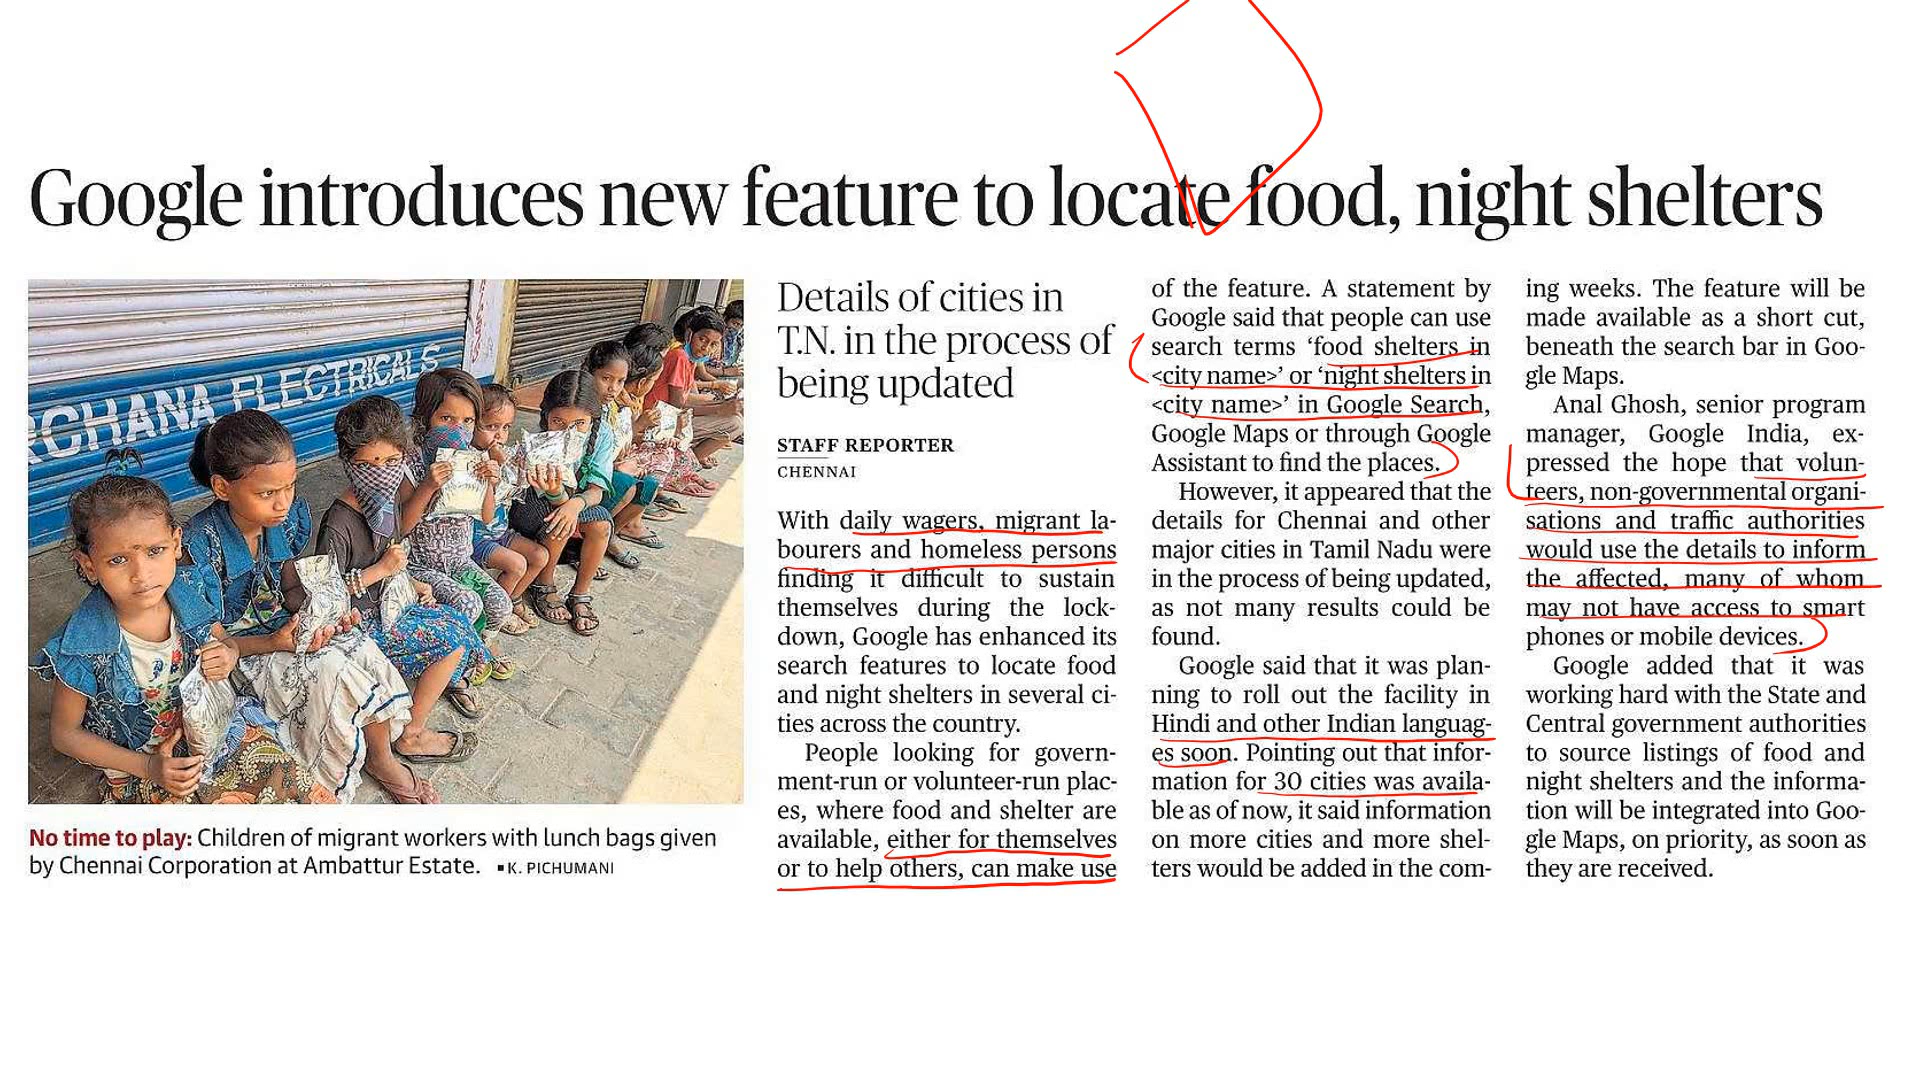 Google introduces new feature to locate food, night shelters
RCHANA ELECTRICALS
No time to play: Children of migrant workers with lunch bags given
by Chennai Corporation at Ambattur Estate. ▪ K. PICHUMANI
Details of cities in
T.N. in the process of
being updated
STAFF REPORTER
CHENNAI
With daily wagers, migrant la-
bourers and homeless persons
finding it difficult to sustain
themselves during the lock-
down, Google has enhanced its
search features to locate food
and night shelters in several ci-
ties across the country.
People looking for govern-
ment-run or volunteer-run plac-
es, where food and shelter are
available, either for themselves
or to help others, can make use
of the feature. A statement by
Google said that people can use
search terms ‘food shelters in
<city name>’ or ‘night shelters in
<city name>’ in Google Search,
Google Maps or through Google
Assistant to find the places.
However, it appeared that the
details for Chennai and other
major cities in Tamil Nadu were
in the process of being updated,
as not many results could be
found.
Google said that it was plan-
ning to roll out the facility in
Hindi and other Indian languag-
es soon. Pointing out that infor-
mation for 30 cities was availa-
ble as of now, it said information
on more cities and more shel-
ters would be added in the com-
ing weeks. The feature will be
made available as a short cut,
beneath the search bar in Goo-
gle Maps.
Anal Ghosh, senior program
manager, Google India, ex-
pressed the hope that volun-
teers, non-governmental organi-
sations and traffic authorities
would use the details to inform
the affected, many of whom
may not have access to smart
phones or mobile devices.
Google added that it was
working hard with the State and
Central government authorities
to source listings of food and
night shelters and the informa-
tion will be integrated into Goo-
gle Maps, on priority, as soon as
they are received.